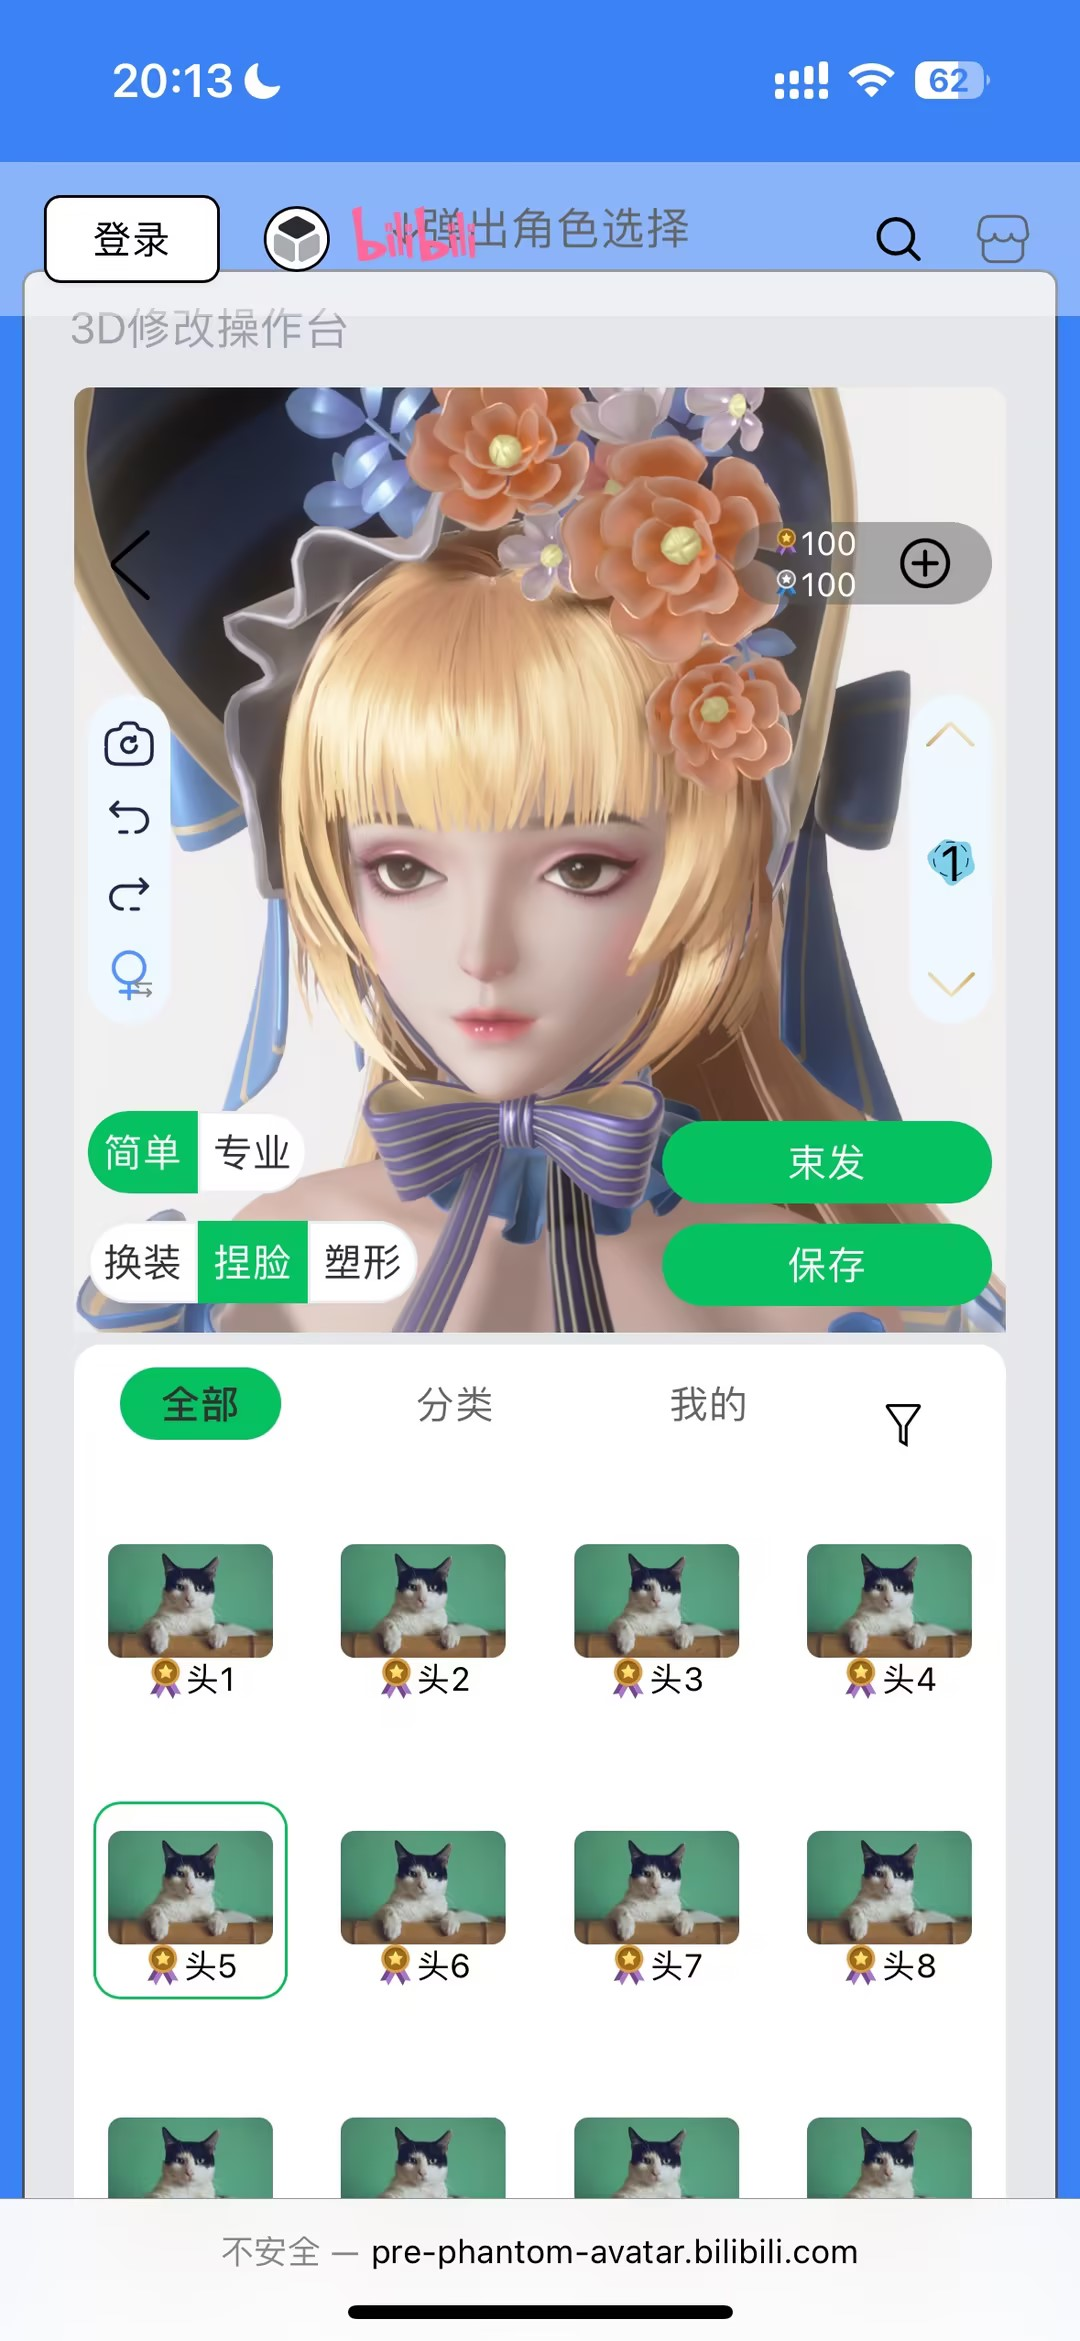 20:13
62
登录
bilibili
弹出角色选择
3D修改操作台
100
100
1
简单
专业
束发
换装
捏脸
塑形
保存
全部
分类
我的
头1
头2
头3
头4
头5
头6
头7
头8
不安全 — pre-phantom-avatar.bilibili.com